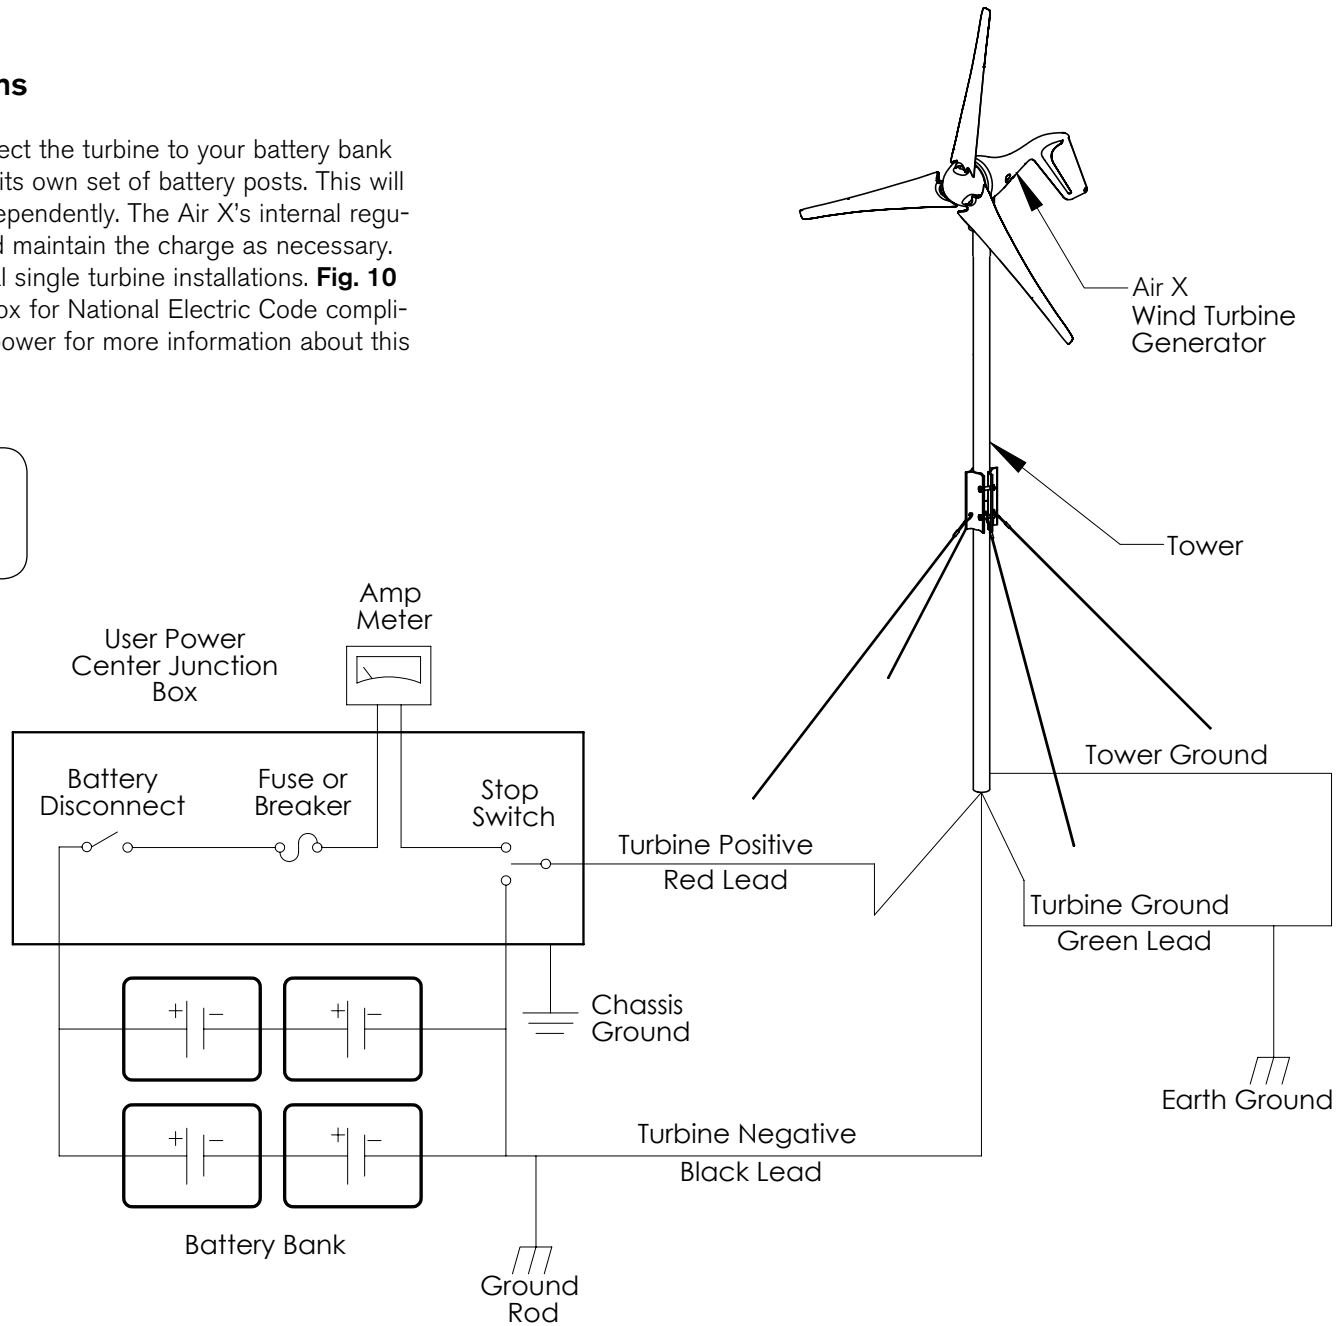 ns
ect the turbine to your battery bank
its own set of battery posts. This will
ependently. The Air X's internal regu-
d maintain the charge as necessary.
al single turbine installations. Fig. 10
ox for National Electric Code compli-
power for more information about this
Air X
Wind Turbine
Generator
Tower
Amp
Meter
User Power
Center Junction
Box
Battery
Disconnect
Fuse or
Breaker
Stop
Switch
Tower Ground
Turbine Positive
Red Lead
Turbine Ground
Green Lead
+ −
+ −
Chassis
Ground
Earth Ground
+ −
+ −
Turbine Negative
Black Lead
Battery Bank
Ground
Rod